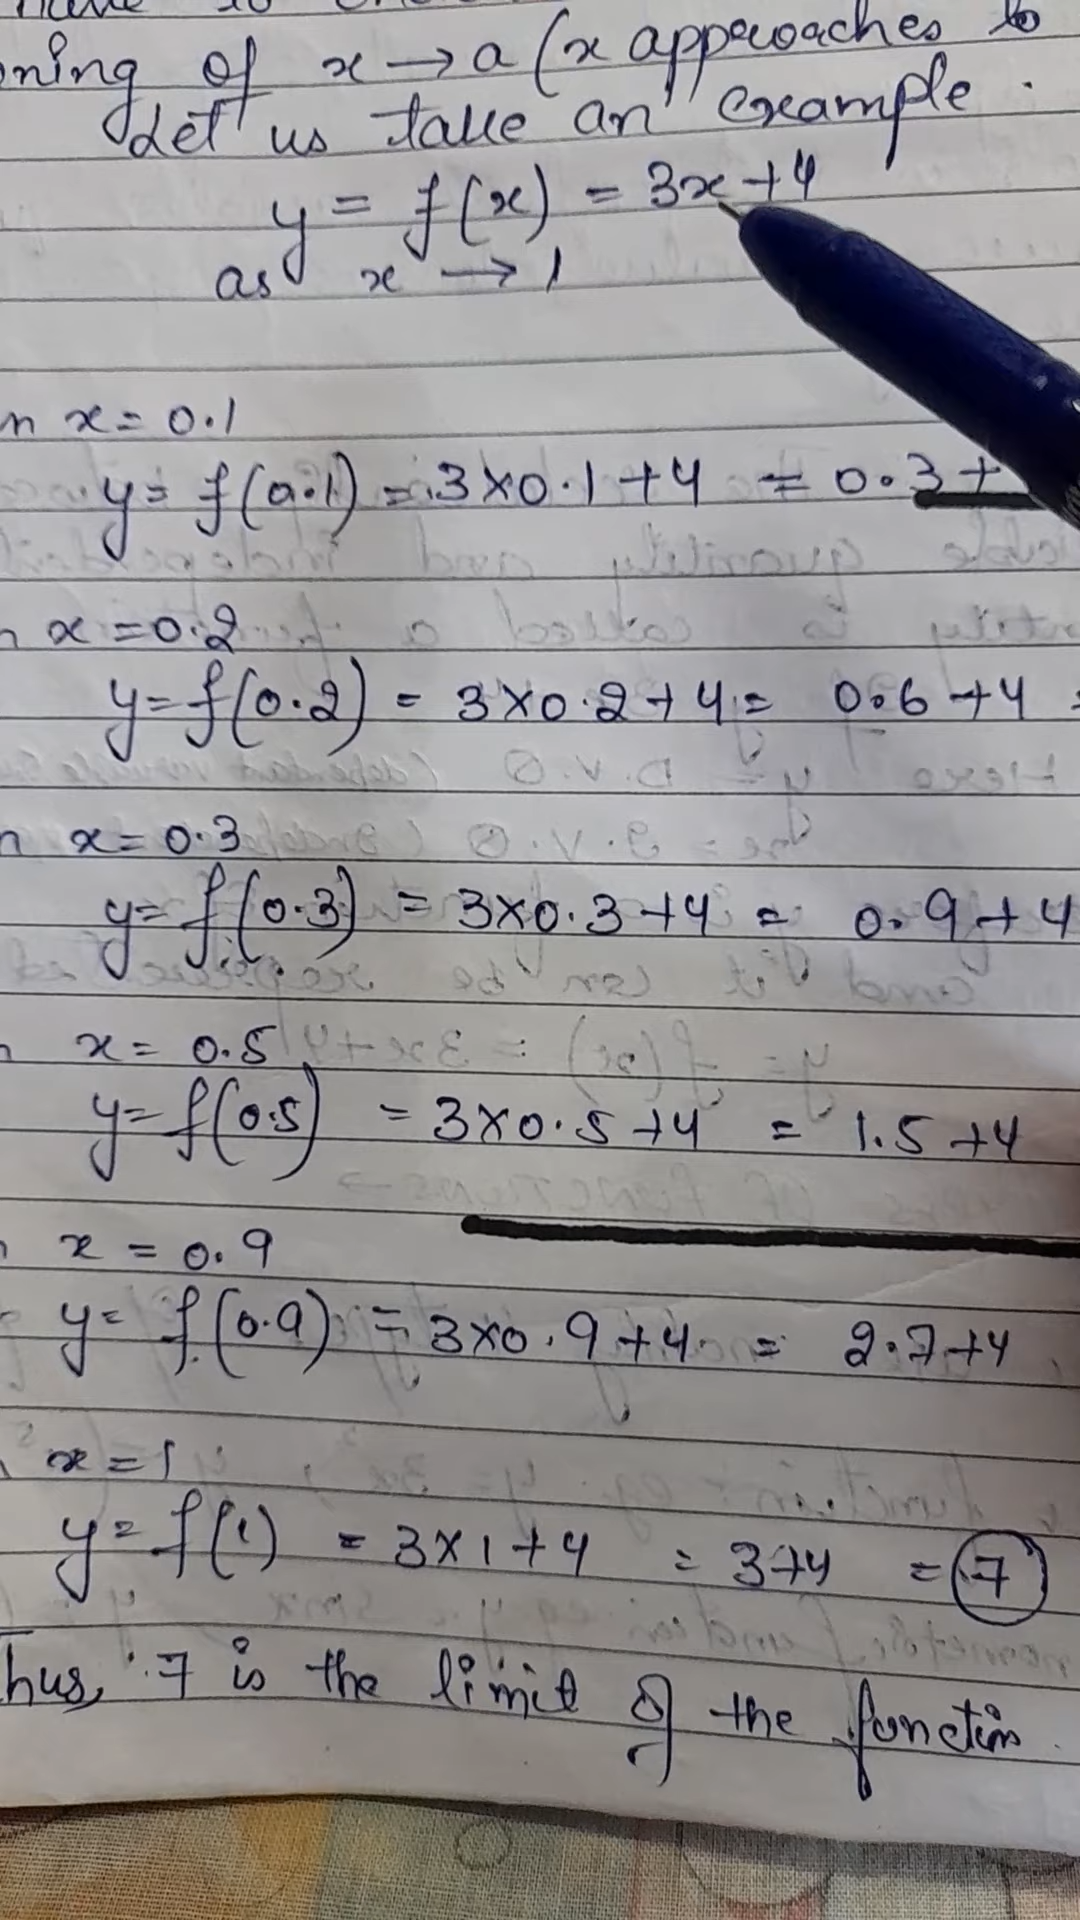 ning of x → a (x approaches to
Let us take an example.
y = f(x) = 3x+4
as x → 1
n x = 0.1
y = f(0.1) = 3×0.1+4 = 0.3+
n x = 0.2
y = f(0.2) = 3×0.2+4 = 0.6+4 =
n x = 0.3
y = f(0.3) = 3×0.3+4 = 0.9+4
n x = 0.5
y = f(0.5) = 3×0.5+4 = 1.5+4
n x = 0.9
y = f(0.9) = 3×0.9+4 = 2.7+4
x = 1
y = f(1) = 3×1+4 = 3+4 = 7
hus, 7 is the limit of the function.